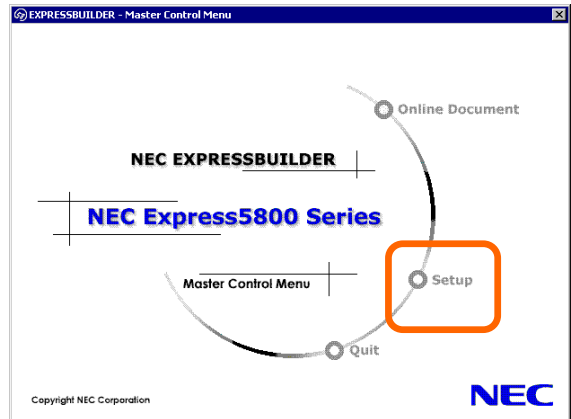 EXPRESSBUILDER - Master Control Menu
Online Document
NEC EXPRESSBUILDER
NEC Express5800 Series
Master Control Menu
Setup
Quit
Copyright NEC Corporation
NEC